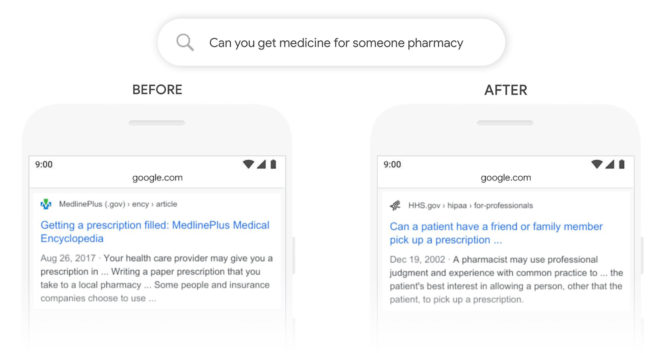 Can you get medicine for someone pharmacy
BEFORE
9:00
google.com
MedlinePlus (.gov) › ency › article
Getting a prescription filled: MedlinePlus Medical
Encyclopedia
Aug 26, 2017 · Your health care provider may give you a
prescription in ... Writing a paper prescription that you
take to a local pharmacy ... Some people and insurance
companies choose to use ...
AFTER
9:00
google.com
HHS.gov › hipaa › for-professionals
Can a patient have a friend or family member
pick up a prescription ...
Dec 19, 2002 · A pharmacist may use professional
judgment and experience with common practice to ... the
patient's best interest in allowing a person, other that the
patient, to pick up a prescription.